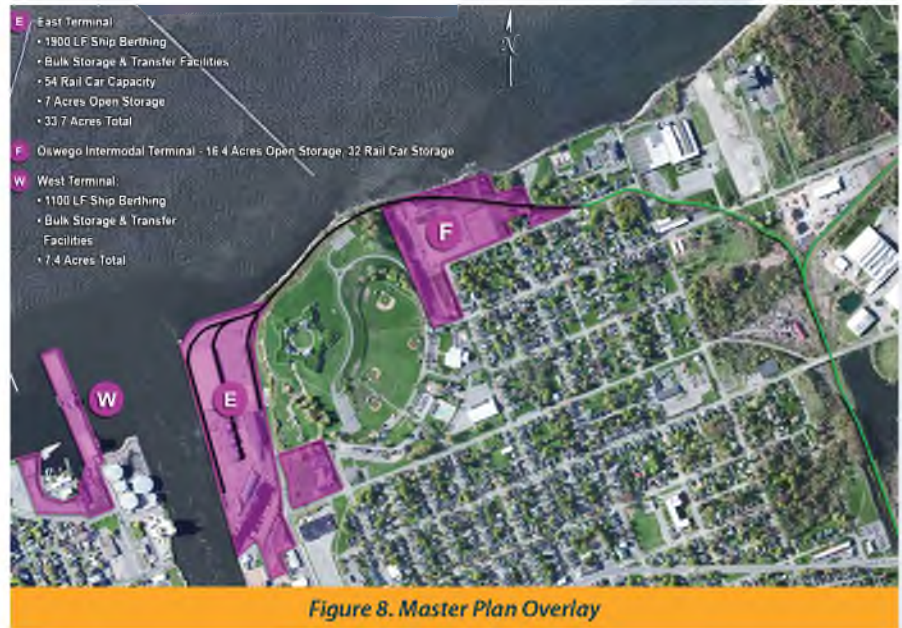 E East Terminal
• 1900 LF Ship Berthing
• Bulk Storage & Transfer Facilities
• 54 Rail Car Capacity
• 7 Acres Open Storage
• 33.7 Acres Total
F Oswego Intermodal Terminal - 16.4 Acres Open Storage, 32 Rail Car Storage
W West Terminal:
• 1100 LF Ship Berthing
• Bulk Storage & Transfer
Facilities
• 7.4 Acres Total
N
F
E
W
Figure 8. Master Plan Overlay